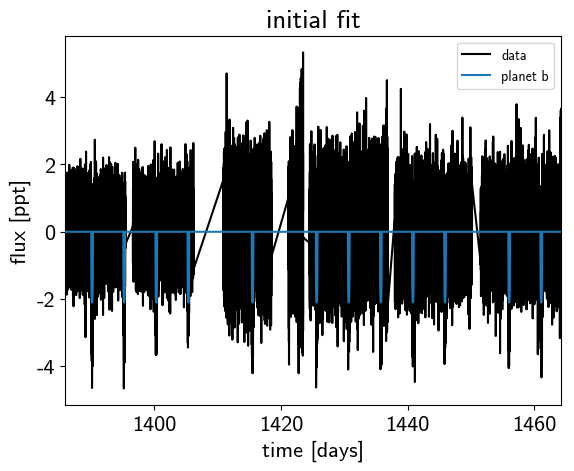 initial fit
data
planet b
flux [ppt]
4
2
0
-2
-4
1400
1420
1440
1460
time [days]